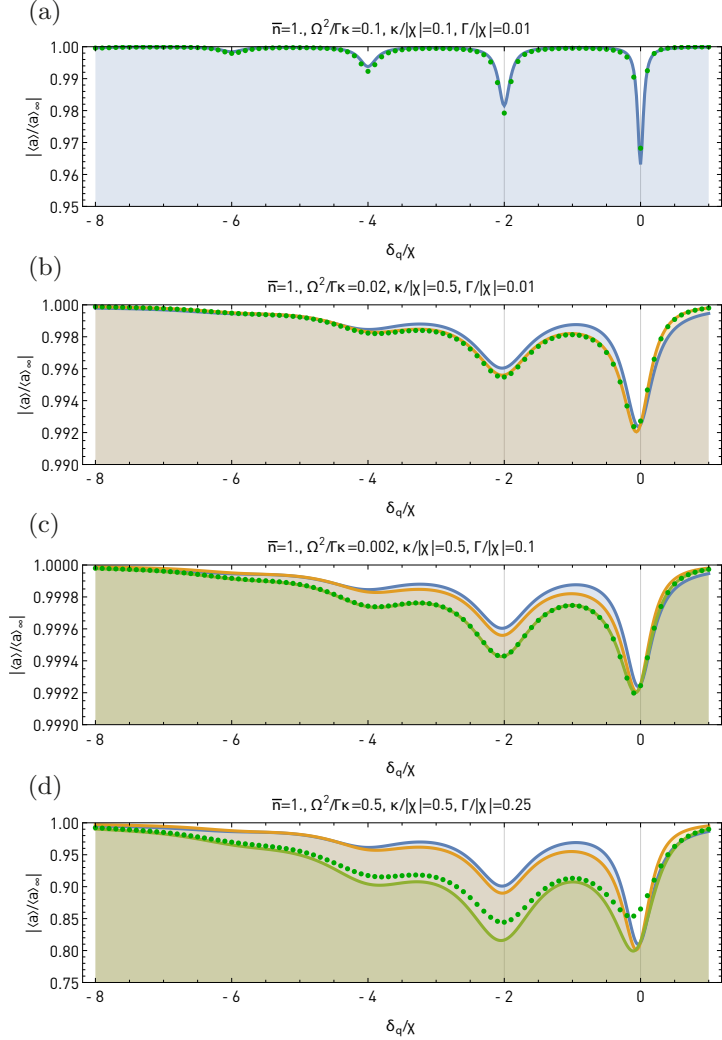 (a)
n̅=1., Ω²/Γκ=0.1, κ/|χ|=0.1, Γ/|χ|=0.01
1.00
0.99
0.98
0.97
0.96
0.95
|⟨a⟩/⟨a⟩∞|
- 8 - 6 - 4 - 2 0
δq/χ
(b)
n̅=1., Ω²/Γκ=0.02, κ/|χ|=0.5, Γ/|χ|=0.01
1.000
0.998
0.996
0.994
0.992
0.990
|⟨a⟩/⟨a⟩∞|
- 8 - 6 - 4 - 2 0
δq/χ
(c)
n̅=1., Ω²/Γκ=0.002, κ/|χ|=0.5, Γ/|χ|=0.1
1.0000
0.9998
0.9996
0.9994
0.9992
0.9990
|⟨a⟩/⟨a⟩∞|
- 8 - 6 - 4 - 2 0
δq/χ
(d)
n̅=1., Ω²/Γκ=0.5, κ/|χ|=0.5, Γ/|χ|=0.25
1.00
0.95
0.90
0.85
0.80
0.75
|⟨a⟩/⟨a⟩∞|
- 8 - 6 - 4 - 2 0
δq/χ